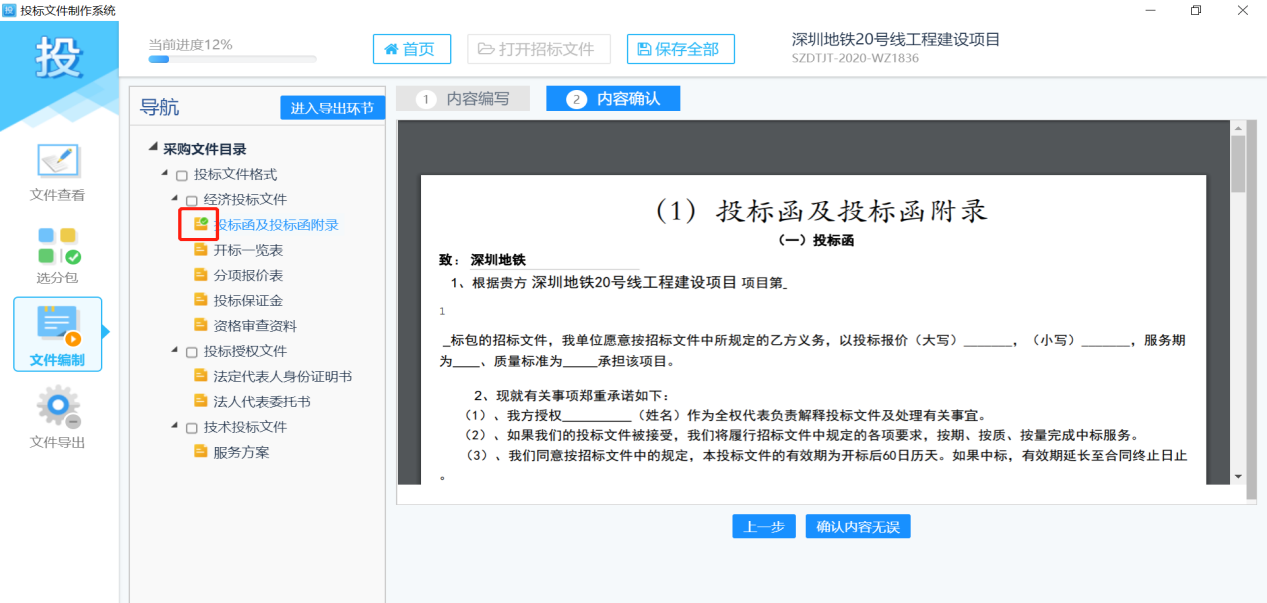 投标文件制作系统
投
当前进度12%
首页
打开招标文件
保存全部
深圳地铁20号线工程建设项目
SZDTJT-2020-WZ1836
文件查看
选分包
文件编制
文件导出
导航
进入导出环节
采购文件目录
投标文件格式
经济投标文件
投标函及投标函附录
开标一览表
分项报价表
投标保证金
资格审查资料
投标授权文件
法定代表人身份证明书
法人代表委托书
技术投标文件
服务方案
1 内容编写
2 内容确认
（1）投标函及投标函附录
（一）投标函
致： 深圳地铁
1、根据贵方 深圳地铁20号线工程建设项目 项目第_
1
_标包的招标文件，我单位愿意按招标文件中所规定的乙方义务，以投标报价（大写）_______，（小写）_______，服务期
为____、质量标准为_____承担该项目。
2、现就有关事项郑重承诺如下：
（1）、我方授权__________（姓名）作为全权代表负责解释投标文件及处理有关事宜。
（2）、如果我们的投标文件被接受，我们将履行招标文件中规定的各项要求，按期、按质、按量完成中标服务。
（3）、我们同意按招标文件中的规定，本投标文件的有效期为开标后60日历天。如果中标，有效期延长至合同终止日止
。
上一步
确认内容无误